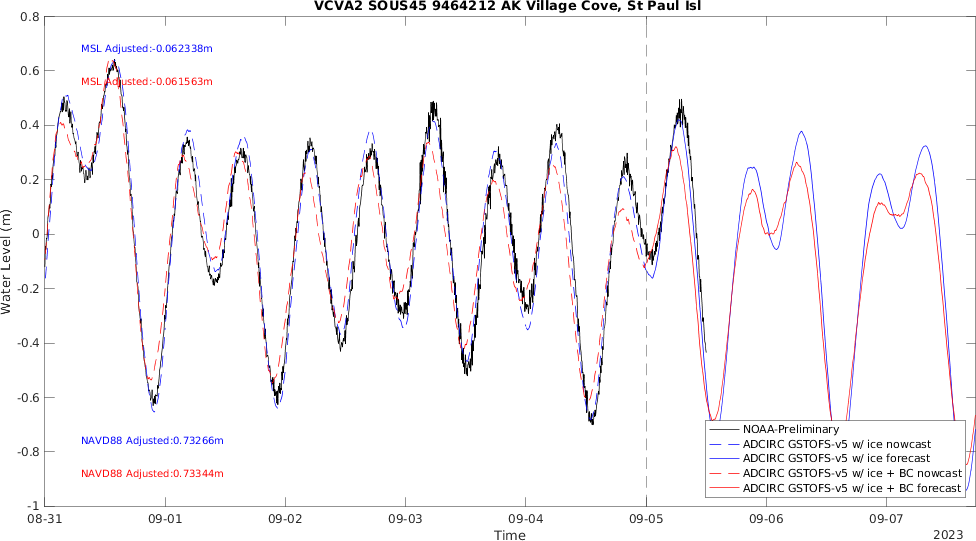 VCVA2 SOUS45 9464212 AK Village Cove, St Paul Isl
0.8
0.6
0.4
0.2
0
-0.2
-0.4
-0.6
-0.8
-1
Water Level (m)
MSL Adjusted:-0.062338m
MSL Adjusted:-0.061563m
NAVD88 Adjusted:0.73266m
NAVD88 Adjusted:0.73344m
NOAA-Preliminary
ADCIRC GSTOFS-v5 w/ ice nowcast
ADCIRC GSTOFS-v5 w/ ice forecast
ADCIRC GSTOFS-v5 w/ ice + BC nowcast
ADCIRC GSTOFS-v5 w/ ice + BC forecast
08-31 09-01 09-02 09-03 09-04 09-05 09-06 09-07
Time
2023